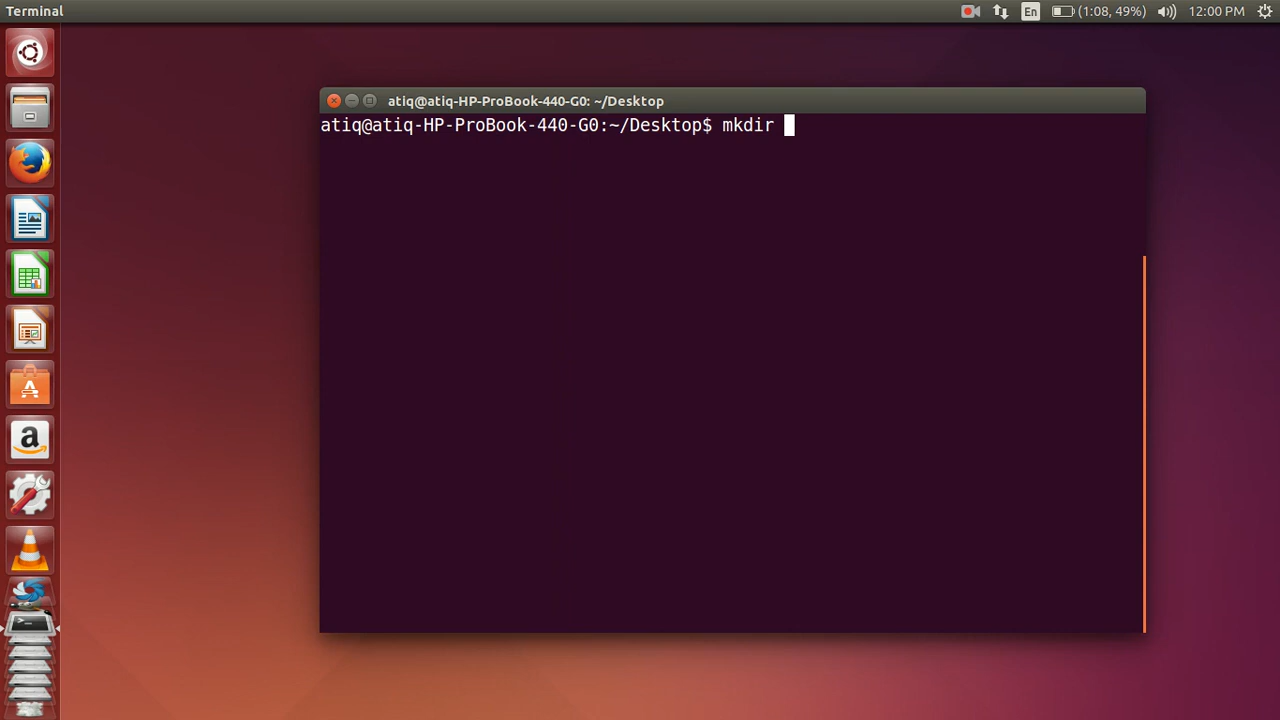 Terminal
En
(1:08, 49%)
12:00 PM
atiq@atiq-HP-ProBook-440-G0: ~/Desktop
atiq@atiq-HP-ProBook-440-G0:~/Desktop$ mkdir
A
a
>_